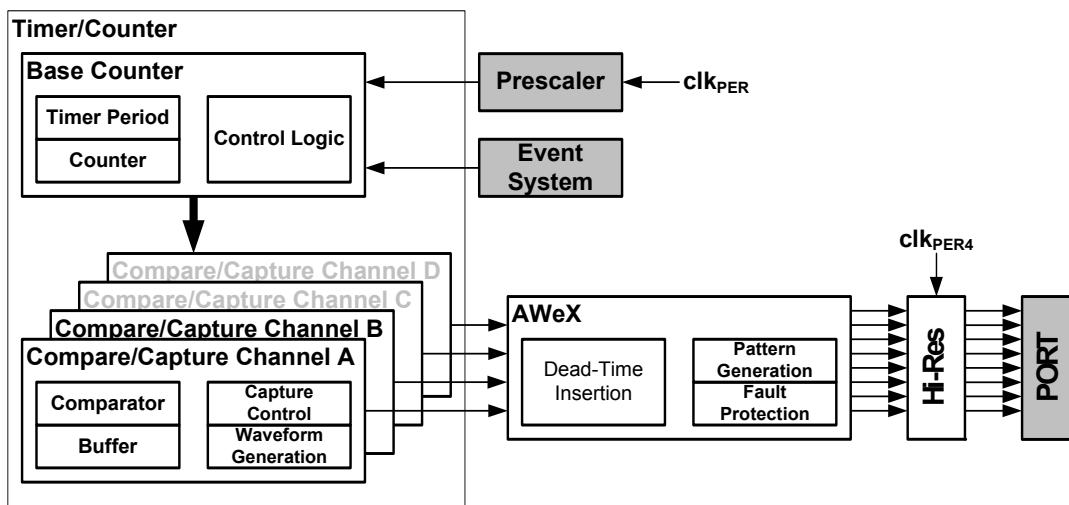 Timer/Counter
Base Counter
Timer Period
Counter
Control Logic
Prescaler
clkPER
Event
System
Compare/Capture Channel D
Compare/Capture Channel C
Compare/Capture Channel B
Compare/Capture Channel A
Comparator
Buffer
Capture
Control
Waveform
Generation
AWeX
Dead-Time
Insertion
Pattern
Generation
Fault
Protection
clkPER4
Hi-Res
PORT